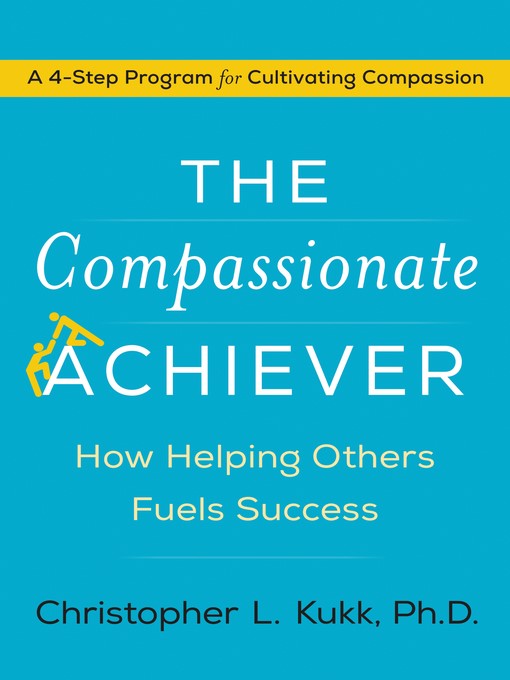 A 4-Step Program for Cultivating Compassion
THE
Compassionate
ACHIEVER
How Helping Others
Fuels Success
Christopher L. Kukk, Ph.D.